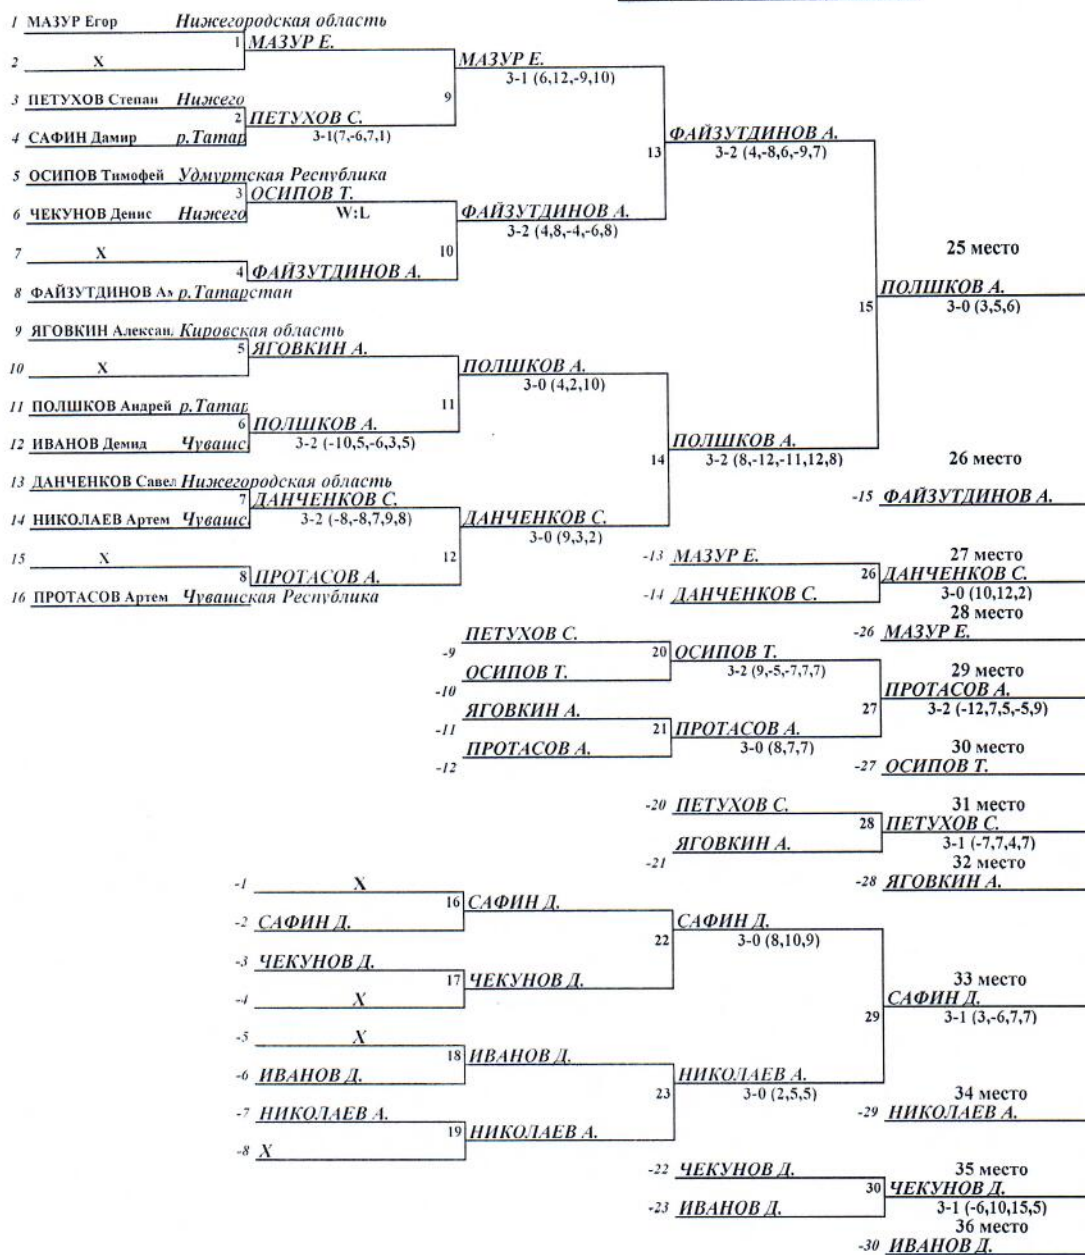 1 МАЗУР Егор Нижегородская область
1 МАЗУР Е.
2 X
МАЗУР Е.
9 3-1 (6,12,-9,10)
3 ПЕТУХОВ Степан Нижего
2 ПЕТУХОВ С.
4 САФИН Дамир р.Татар
3-1(7,-6,7,1)
13 ФАЙЗУТДИНОВ А.
3-2 (4,-8,6,-9,7)
5 ОСИПОВ Тимофей Удмуртская Республика
3 ОСИПОВ Т.
6 ЧЕКУНОВ Денис Нижего
W:L
ФАЙЗУТДИНОВ А.
10 3-2 (4,8,-4,-6,8)
7 X
4 ФАЙЗУТДИНОВ А.
8 ФАЙЗУТДИНОВ Ам р.Татарстан
25 место
15 ПОЛШКОВ А.
3-0 (3,5,6)
9 ЯГОВКИН Алексан. Кировская область
5 ЯГОВКИН А.
10 X
ПОЛШКОВ А.
11 3-0 (4,2,10)
11 ПОЛШКОВ Андрей р.Татар
6 ПОЛШКОВ А.
12 ИВАНОВ Демид Чувашс
3-2 (-10,5,-6,3,5)
14 ПОЛШКОВ А.
3-2 (8,-12,-11,12,8)
26 место
-15 ФАЙЗУТДИНОВ А.
13 ДАНЧЕНКОВ Савел Нижегородская область
7 ДАНЧЕНКОВ С.
14 НИКОЛАЕВ Артем Чувашс
3-2 (-8,-8,7,9,8)
ДАНЧЕНКОВ С.
12 3-0 (9,3,2)
15 X
8 ПРОТАСОВ А.
16 ПРОТАСОВ Артем Чувашская Республика
-13 МАЗУР Е.
27 место
26 ДАНЧЕНКОВ С.
-14 ДАНЧЕНКОВ С.
3-0 (10,12,2)
28 место
-26 МАЗУР Е.
-9 ПЕТУХОВ С.
20 ОСИПОВ Т.
-10 ОСИПОВ Т.
3-2 (9,-5,-7,7,7)
29 место
27 ПРОТАСОВ А.
3-2 (-12,7,5,-5,9)
-11 ЯГОВКИН А.
21 ПРОТАСОВ А.
-12 ПРОТАСОВ А.
3-0 (8,7,7)
30 место
-27 ОСИПОВ Т.
-20 ПЕТУХОВ С.
31 место
28 ПЕТУХОВ С.
-21 ЯГОВКИН А.
3-1 (-7,7,4,7)
32 место
-28 ЯГОВКИН А.
-1 X
16 САФИН Д.
-2 САФИН Д.
22 САФИН Д.
3-0 (8,10,9)
-3 ЧЕКУНОВ Д.
17 ЧЕКУНОВ Д.
-4 X
33 место
29 САФИН Д.
3-1 (3,-6,7,7)
-5 X
18 ИВАНОВ Д.
-6 ИВАНОВ Д.
23 НИКОЛАЕВ А.
3-0 (2,5,5)
-7 НИКОЛАЕВ А.
19 НИКОЛАЕВ А.
-8 X
34 место
-29 НИКОЛАЕВ А.
-22 ЧЕКУНОВ Д.
35 место
30 ЧЕКУНОВ Д.
-23 ИВАНОВ Д.
3-1 (-6,10,15,5)
36 место
-30 ИВАНОВ Д.